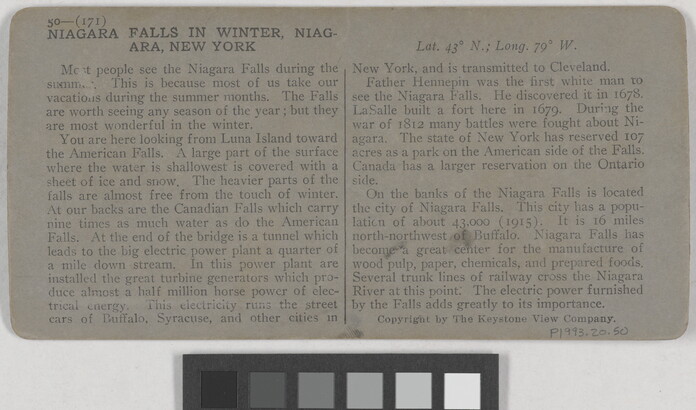 50—(171)
NIAGARA FALLS IN WINTER, NIAG-
ARA, NEW YORK
Most people see the Niagara Falls during the
summer. This is because most of us take our
vacations during the summer months. The Falls
are worth seeing any season of the year; but they
are most wonderful in the winter.
You are here looking from Luna Island toward
the American Falls. A large part of the surface
where the water is shallowest is covered with a
sheet of ice and snow. The heavier parts of the
falls are almost free from the touch of winter.
At our backs are the Canadian Falls which carry
nine times as much water as do the American
Falls. At the end of the bridge is a tunnel which
leads to the big electric power plant a quarter of
a mile down stream. In this power plant are
installed the great turbine generators which pro-
duce almost a half million horse power of elec-
trical energy. This electricity runs the street
cars of Buffalo, Syracuse, and other cities in
Lat. 43° N.; Long. 79° W.
New York, and is transmitted to Cleveland.
Father Hennepin was the first white man to
see the Niagara Falls. He discovered it in 1678.
LaSalle built a fort here in 1679. During the
war of 1812 many battles were fought about Ni-
agara. The state of New York has reserved 107
acres as a park on the American side of the Falls.
Canada has a larger reservation on the Ontario
side.
On the banks of the Niagara Falls is located
the city of Niagara Falls. This city has a popu-
lation of about 43,000 (1915). It is 16 miles
north-northwest of Buffalo. Niagara Falls has
become a great center for the manufacture of
wood pulp, paper, chemicals, and prepared foods.
Several trunk lines of railway cross the Niagara
River at this point. The electric power furnished
by the Falls adds greatly to its importance.
Copyright by The Keystone View Company.
P1993.20.50